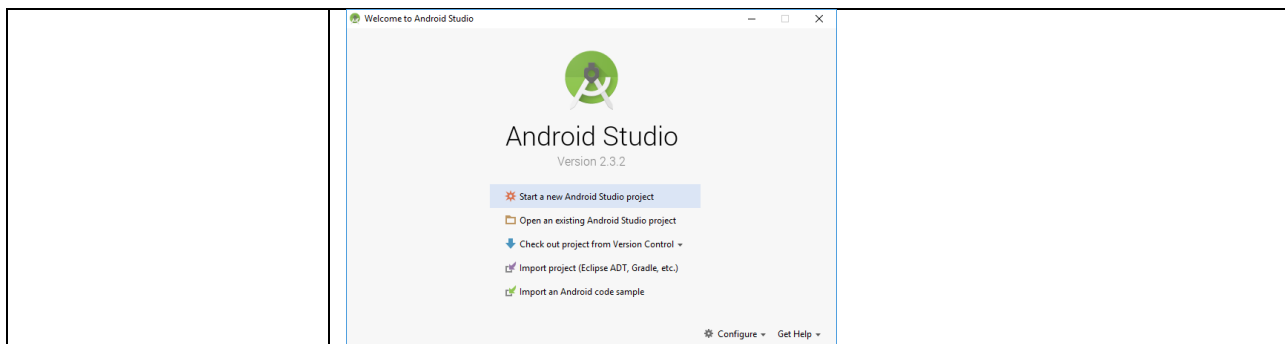 Welcome to Android Studio
Android Studio
Version 2.3.2
Start a new Android Studio project
Open an existing Android Studio project
Check out project from Version Control
Import project (Eclipse ADT, Gradle, etc.)
Import an Android code sample
Configure Get Help